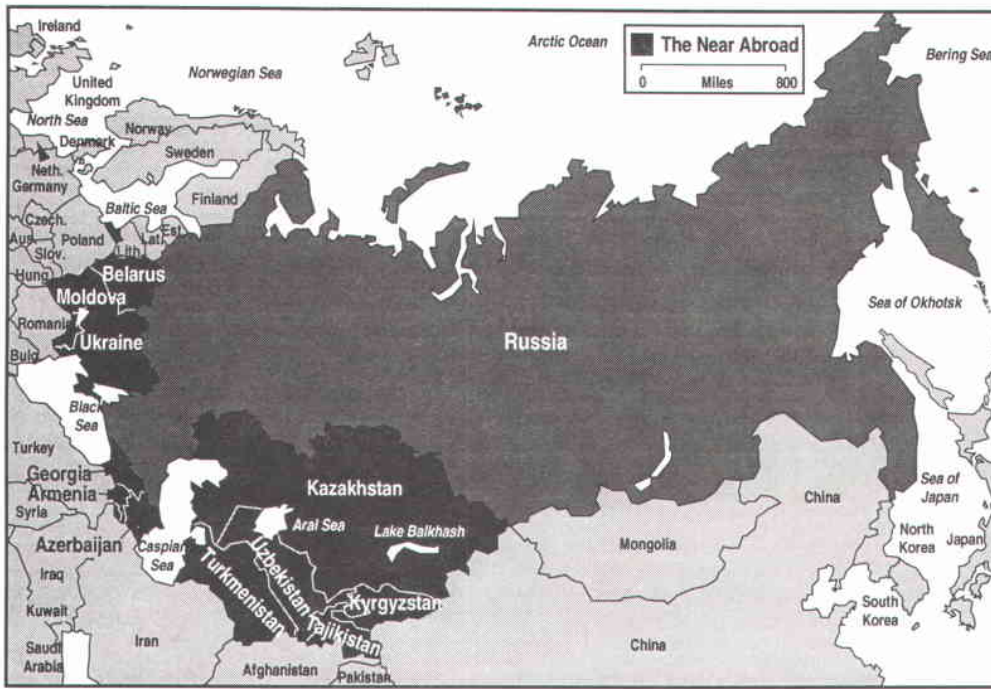 Ireland
Arctic Ocean
The Near Abroad
0 Miles 800
Bering Sea
Norwegian Sea
United
Kingdom
North Sea
Norway
Denmark
Sweden
Neth.
Germany
Finland
Baltic Sea
Czech.
Est.
Lat.
Aus.
Poland
Lith.
Slov.
Belarus
Hung.
Moldova
Romania
Ukraine
Russia
Sea of Okhotsk
Bulg.
Black
Sea
Turkey
Georgia
Armenia
Syria
Kazakhstan
Aral Sea
Lake Balkhash
China
Sea of
Japan
Azerbaijan
Caspian
Sea
Mongolia
North
Korea
Japan
Iraq
Turkmenistan
Uzbekistan
Kyrgyzstan
Tajikistan
Kuwait
South
Korea
Saudi
Arabia
Iran
Afghanistan
Pakistan
China